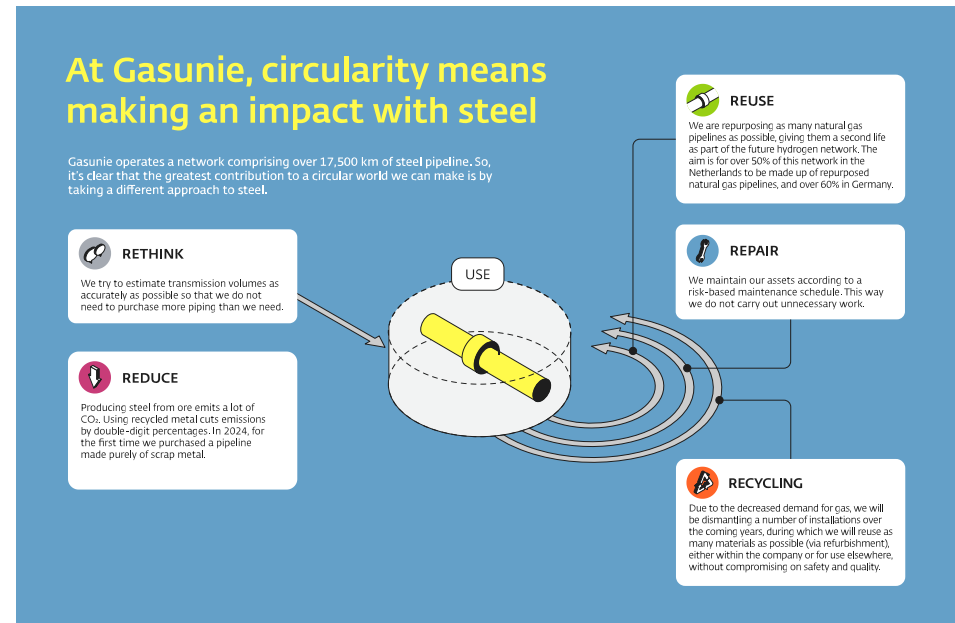 At Gasunie, circularity means
making an impact with steel
Gasunie operates a network comprising over 17,500 km of steel pipeline. So,
it's clear that the greatest contribution to a circular world we can make is by
taking a different approach to steel.
RETHINK
We try to estimate transmission volumes as
accurately as possible so that we do not
need to purchase more piping than we need.
REDUCE
Producing steel from ore emits a lot of
CO₂. Using recycled metal cuts emissions
by double-digit percentages. In 2024, for
the first time we purchased a pipeline
made purely of scrap metal.
USE
REUSE
We are repurposing as many natural gas
pipelines as possible, giving them a second life
as part of the future hydrogen network. The
aim is for over 50% of this network in the
Netherlands to be made up of repurposed
natural gas pipelines, and over 60% in Germany.
REPAIR
We maintain our assets according to a
risk-based maintenance schedule. This way
we do not carry out unnecessary work.
RECYCLING
Due to the decreased demand for gas, we will
be dismantling a number of installations over
the coming years, during which we will reuse as
many materials as possible (via refurbishment),
either within the company or for use elsewhere,
without compromising on safety and quality.